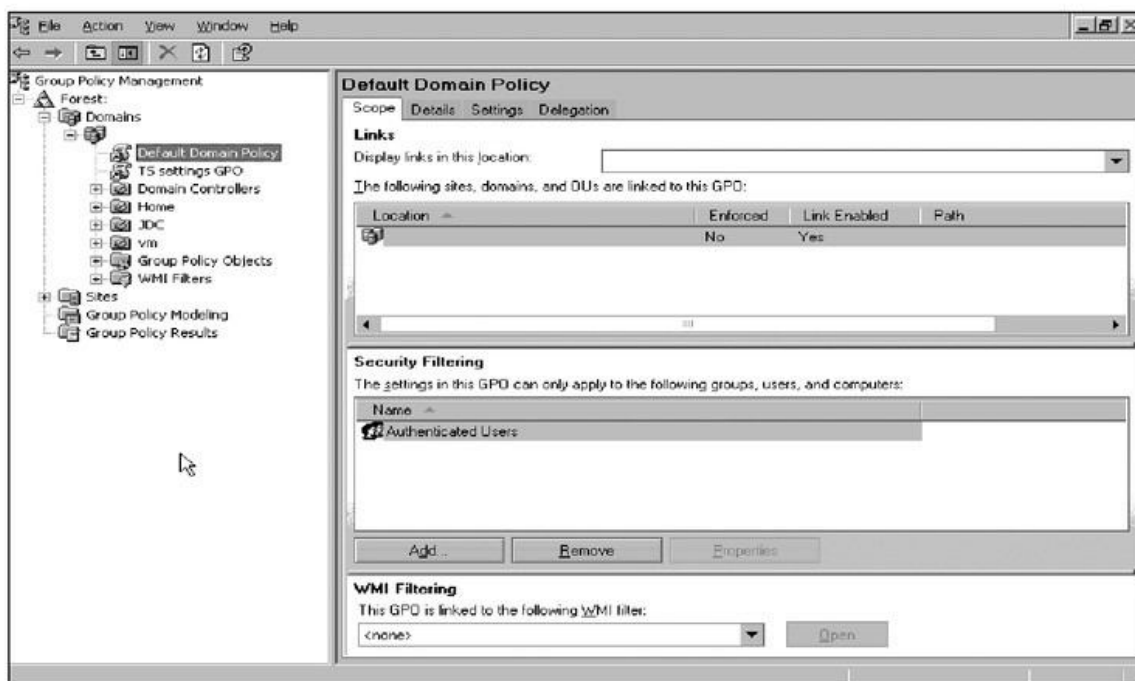 File Action View Window Help
Group Policy Management
Forest:
Domains
Default Domain Policy
TS settings GPO
Domain Controllers
Home
JDC
vm
Group Policy Objects
WMI Filters
Sites
Group Policy Modeling
Group Policy Results
Default Domain Policy
Scope Details Settings Delegation
Links
Display links in this location:
The following sites, domains, and OUs are linked to this GPO:
Location Enforced Link Enabled Path
No Yes
Security Filtering
The settings in this GPO can only apply to the following groups, users, and computers:
Name
Authenticated Users
Add... Remove Properties
WMI Filtering
This GPO is linked to the following WMI filter:
<none> Open